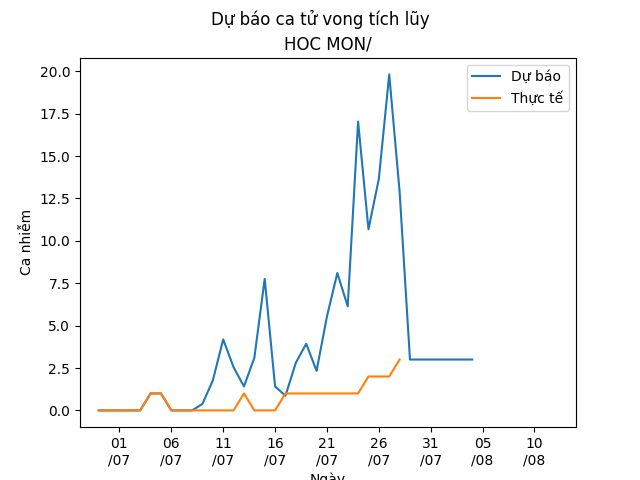 Dự báo ca tử vong tích lũy
HOC MON/
Dự báo
Thực tế
20.0
17.5
15.0
12.5
10.0
7.5
5.0
2.5
0.0
Ca nhiễm
01 06 11 16 21 26 31 05 10
/07 /07 /07 /07 /07 /07 /07 /08 /08
Ngày